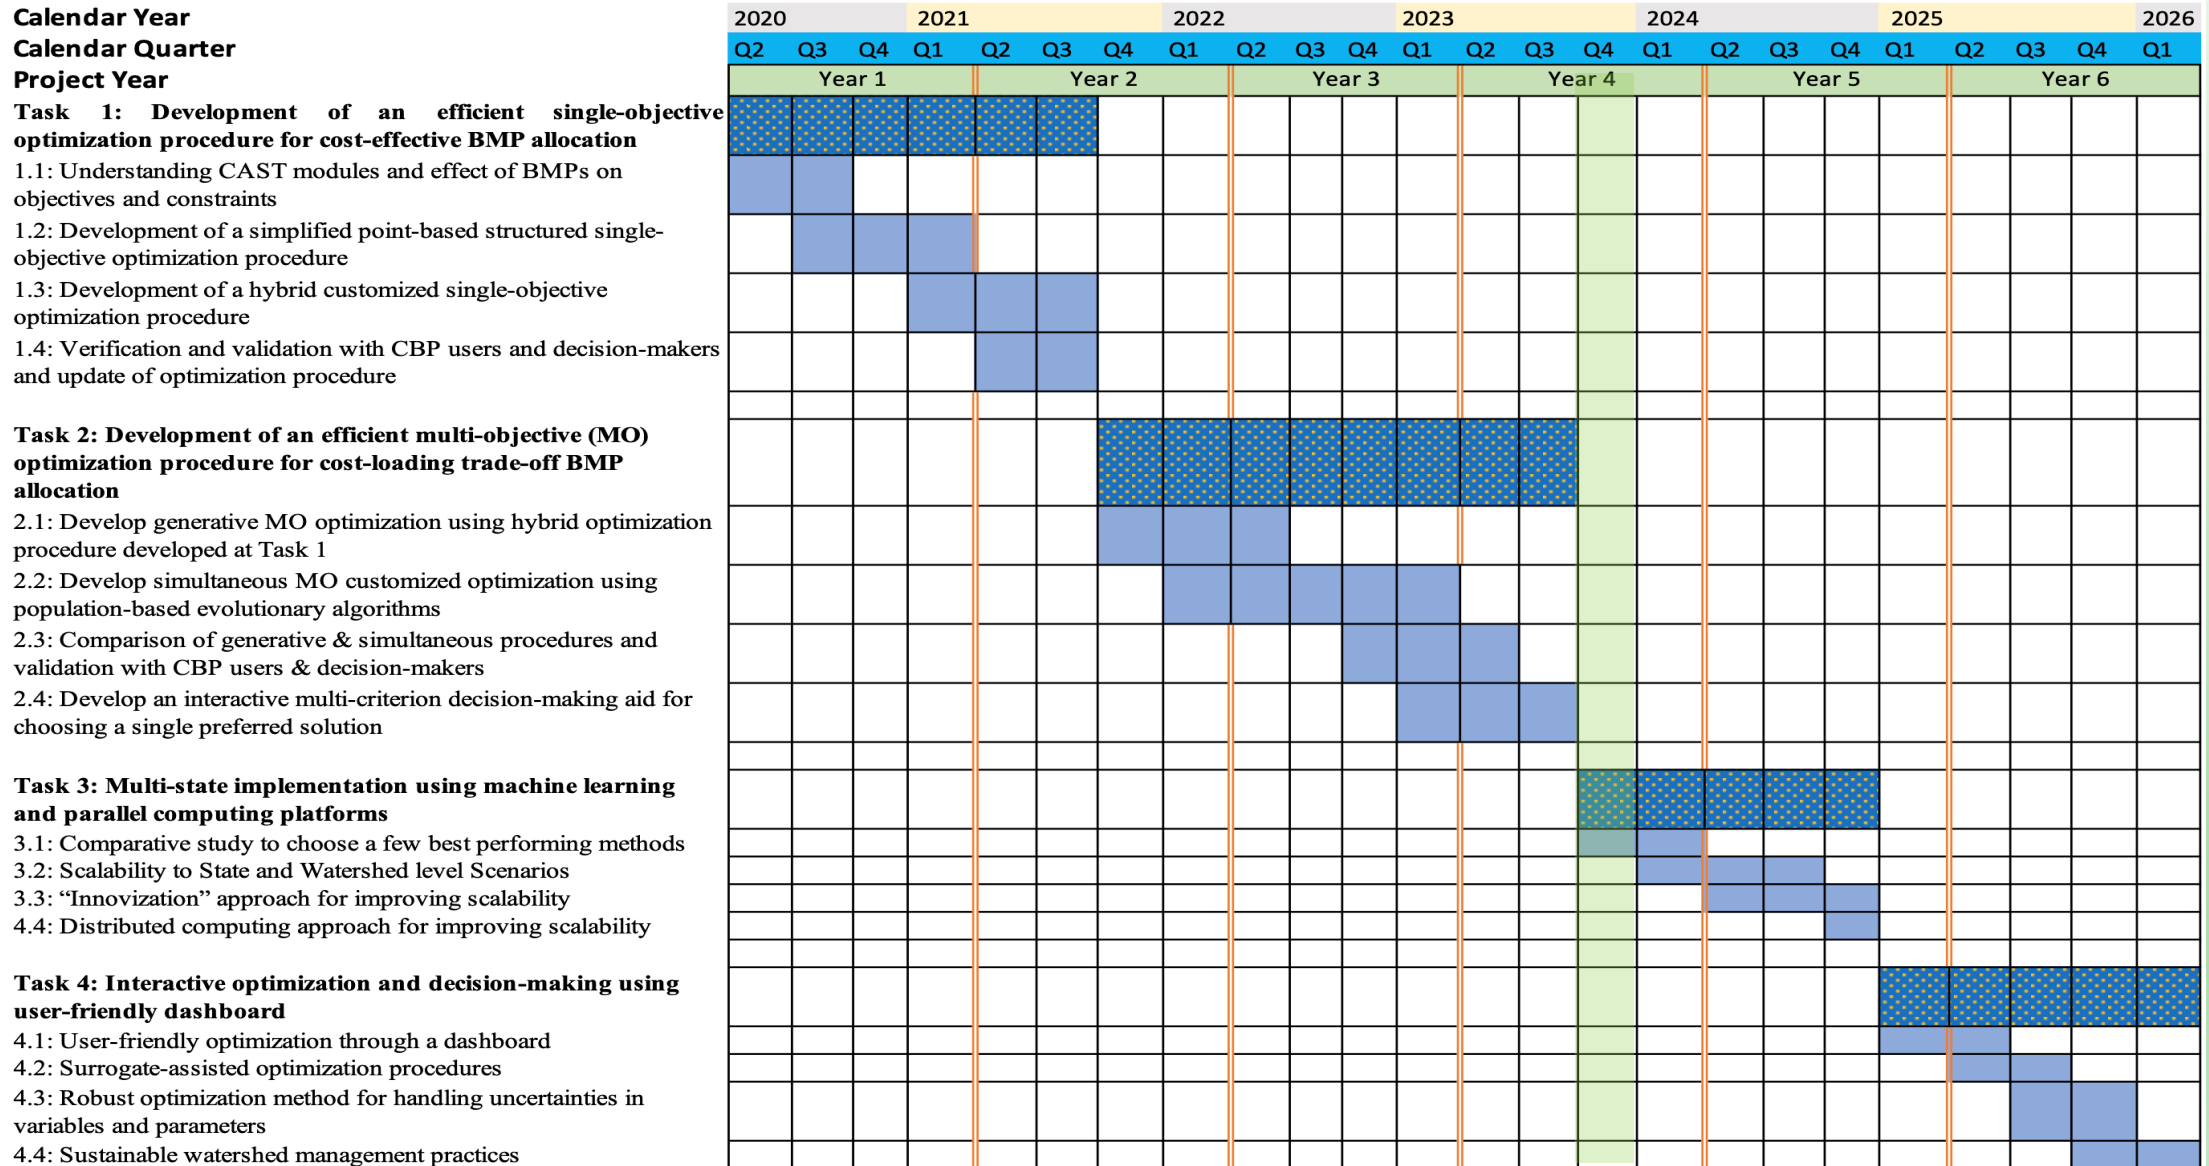 Calendar Year 2020 2021 2022 2023 2024 2025 2026
Calendar Quarter Q2 Q3 Q4 Q1 Q2 Q3 Q4 Q1 Q2 Q3 Q4 Q1 Q2 Q3 Q4 Q1 Q2 Q3 Q4 Q1 Q2 Q3 Q4 Q1
Project Year Year 1 Year 2 Year 3 Year 4 Year 5 Year 6
Task 1: Development of an efficient single-objective
optimization procedure for cost-effective BMP allocation
1.1: Understanding CAST modules and effect of BMPs on
objectives and constraints
1.2: Development of a simplified point-based structured single-
objective optimization procedure
1.3: Development of a hybrid customized single-objective
optimization procedure
1.4: Verification and validation with CBP users and decision-makers
and update of optimization procedure
Task 2: Development of an efficient multi-objective (MO)
optimization procedure for cost-loading trade-off BMP
allocation
2.1: Develop generative MO optimization using hybrid optimization
procedure developed at Task 1
2.2: Develop simultaneous MO customized optimization using
population-based evolutionary algorithms
2.3: Comparison of generative & simultaneous procedures and
validation with CBP users & decision-makers
2.4: Develop an interactive multi-criterion decision-making aid for
choosing a single preferred solution
Task 3: Multi-state implementation using machine learning
and parallel computing platforms
3.1: Comparative study to choose a few best performing methods
3.2: Scalability to State and Watershed level Scenarios
3.3: “Innovization” approach for improving scalability
4.4: Distributed computing approach for improving scalability
Task 4: Interactive optimization and decision-making using
user-friendly dashboard
4.1: User-friendly optimization through a dashboard
4.2: Surrogate-assisted optimization procedures
4.3: Robust optimization method for handling uncertainties in
variables and parameters
4.4: Sustainable watershed management practices